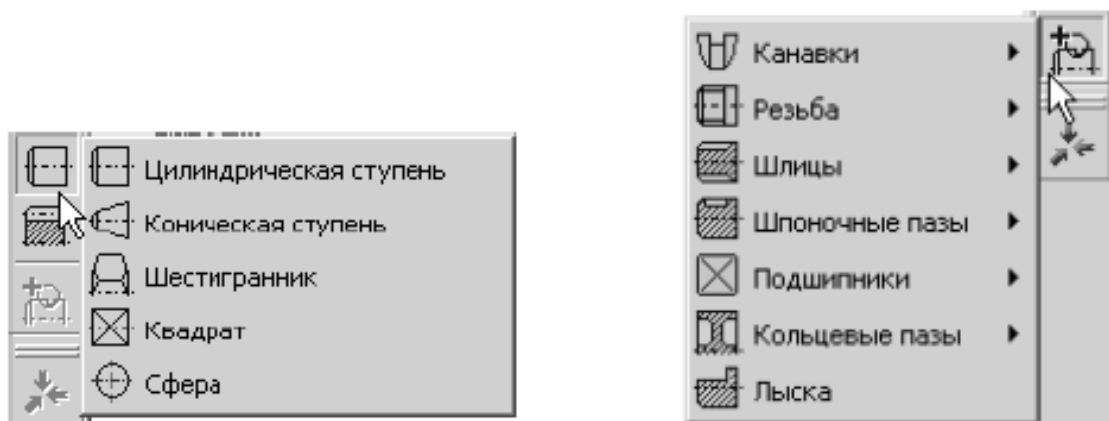 Цилиндрическая ступень
Коническая ступень
Шестигранник
Квадрат
Сфера
Канавки
Резьба
Шлицы
Шпоночные пазы
Подшипники
Кольцевые пазы
Лыска